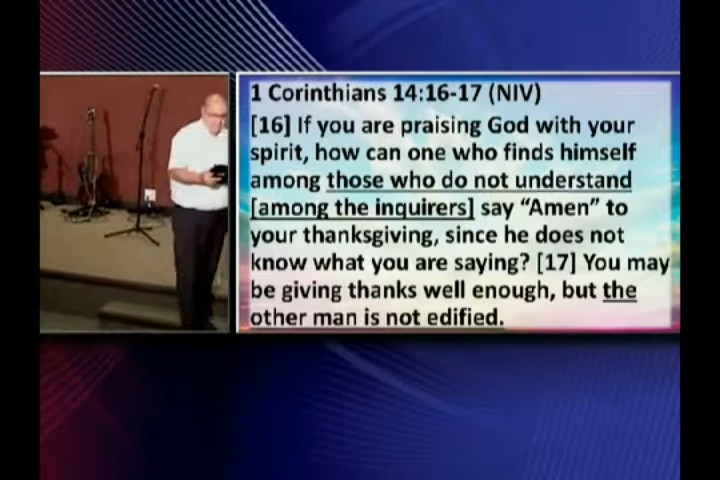 1 Corinthians 14:16-17 (NIV)
[16] If you are praising God with your
spirit, how can one who finds himself
among those who do not understand
[among the inquirers] say “Amen” to
your thanksgiving, since he does not
know what you are saying? [17] You may
be giving thanks well enough, but the
other man is not edified.